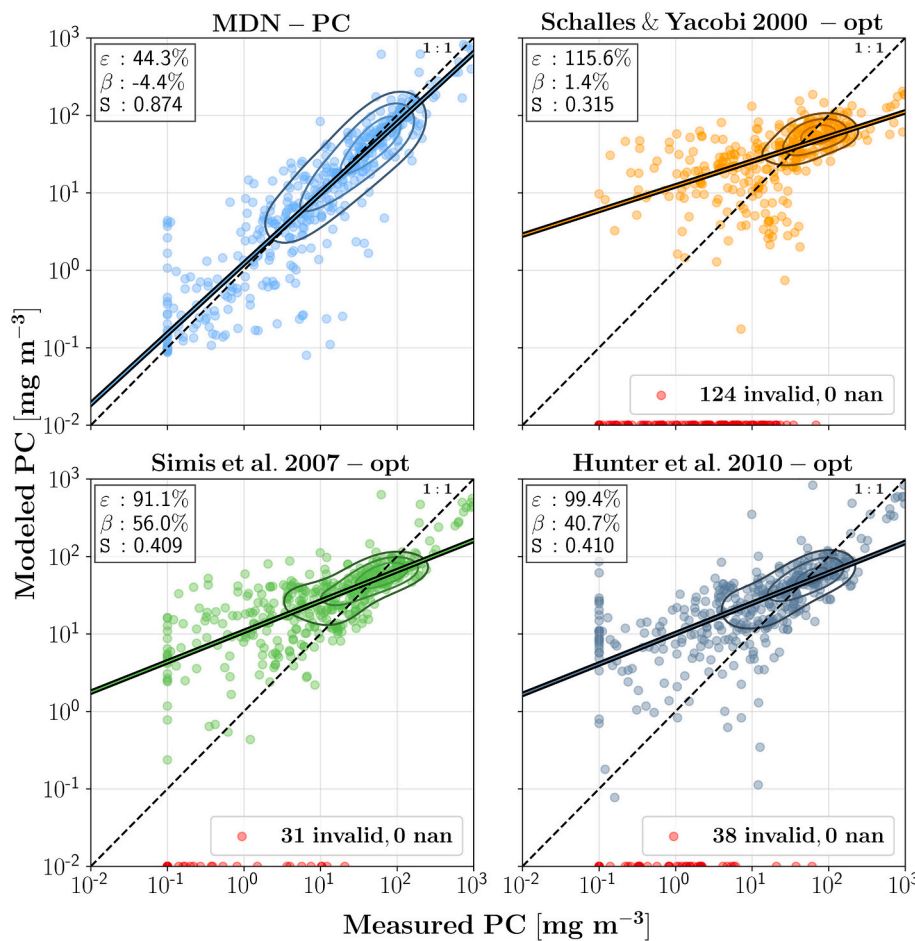 MDN − PC
10³
10²
10¹
10⁰
10⁻¹
10⁻²
ε : 44.3%
β : -4.4%
S : 0.874
1 : 1
Schalles & Yacobi 2000 − opt
ε : 115.6%
β : 1.4%
S : 0.315
1 : 1
124 invalid, 0 nan
Modeled PC [mg m⁻³]
Simis et al. 2007 − opt
10³
10²
10¹
10⁰
10⁻¹
10⁻²
ε : 91.1%
β : 56.0%
S : 0.409
1 : 1
31 invalid, 0 nan
10⁻² 10⁻¹ 10⁰ 10¹ 10² 10³
Hunter et al. 2010 − opt
ε : 99.4%
β : 40.7%
S : 0.410
1 : 1
38 invalid, 0 nan
10⁻² 10⁻¹ 10⁰ 10¹ 10² 10³
Measured PC [mg m⁻³]